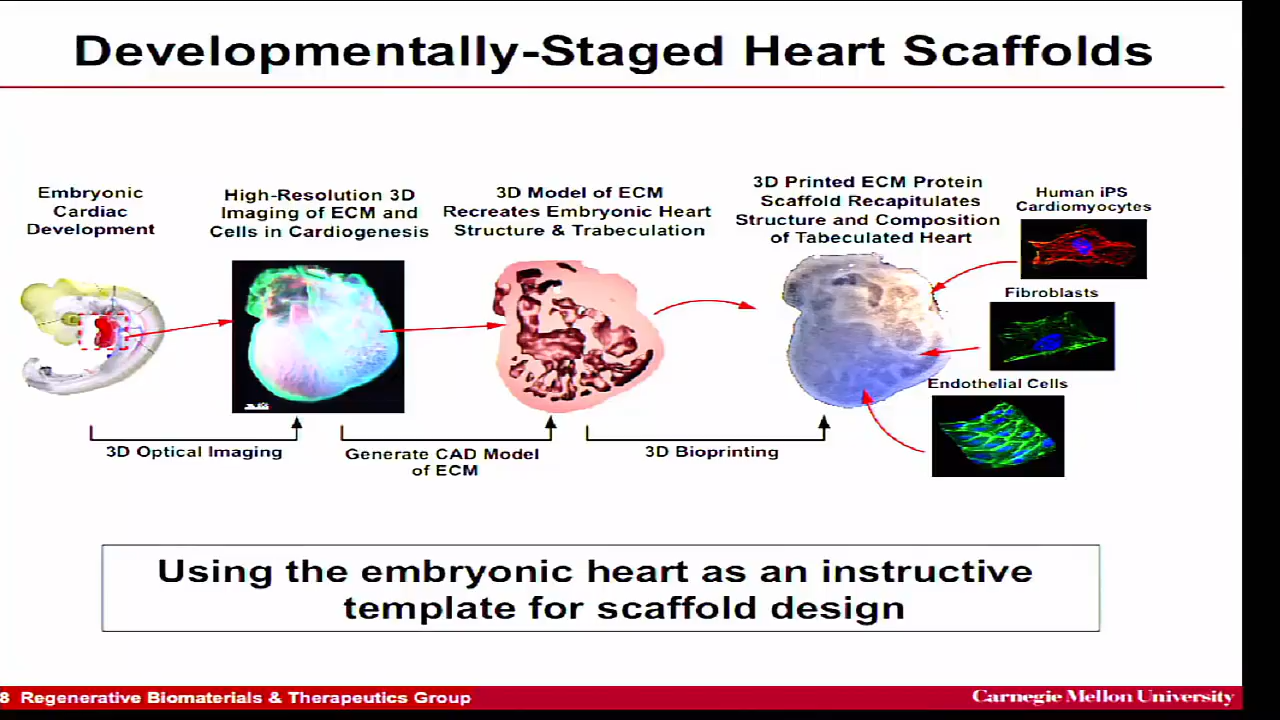 Developmentally-Staged Heart Scaffolds
Embryonic
Cardiac
Development
High-Resolution 3D
Imaging of ECM and
Cells in Cardiogenesis
3D Model of ECM
Recreates Embryonic Heart
Structure & Trabeculation
3D Printed ECM Protein
Scaffold Recapitulates
Structure and Composition
of Tabeculated Heart
Human iPS
Cardiomyocytes
Fibroblasts
Endothelial Cells
3D Optical Imaging
Generate CAD Model
of ECM
3D Bioprinting
Using the embryonic heart as an instructive
template for scaffold design
8 Regenerative Biomaterials & Therapeutics Group
Carnegie Mellon University